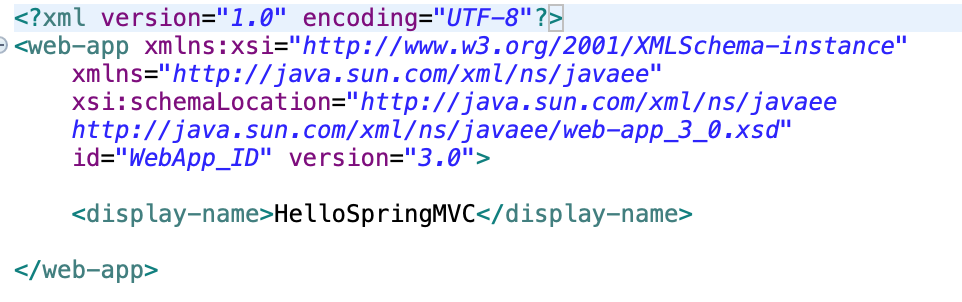 <?xml version="1.0" encoding="UTF-8"?>
<web-app xmlns:xsi="http://www.w3.org/2001/XMLSchema-instance"
xmlns="http://java.sun.com/xml/ns/javaee"
xsi:schemaLocation="http://java.sun.com/xml/ns/javaee
http://java.sun.com/xml/ns/javaee/web-app_3_0.xsd"
id="WebApp_ID" version="3.0">
<display-name>HelloSpringMVC</display-name>
</web-app>